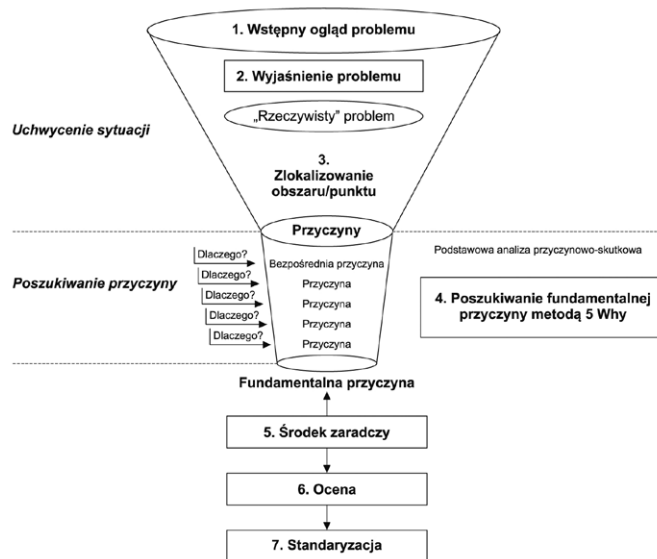 1. Wstępny ogląd problemu
2. Wyjaśnienie problemu
„Rzeczywisty” problem
Uchwycenie sytuacji
3.
Zlokalizowanie
obszaru/punktu
Przyczyny
Podstawowa analiza przyczynowo-skutkowa
Dlaczego?
Bezpośrednia przyczyna
Poszukiwanie przyczyny
Dlaczego?
Przyczyna
Dlaczego?
Przyczyna
Dlaczego?
Przyczyna
Dlaczego?
Przyczyna
4. Poszukiwanie fundamentalnej
przyczyny metodą 5 Why
Fundamentalna przyczyna
5. Środek zaradczy
6. Ocena
7. Standaryzacja